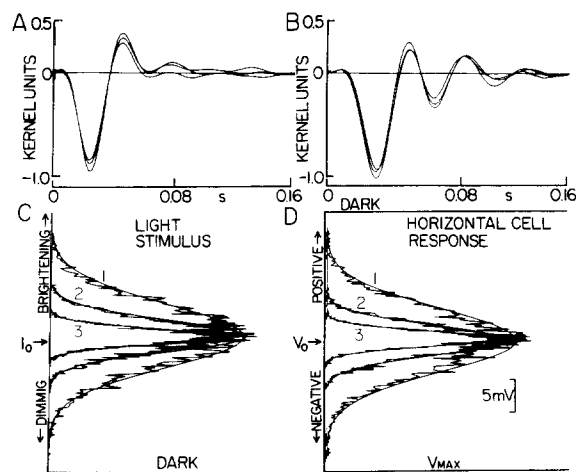 A
0.5
0
-1.0
KERNEL UNITS
0
0.08
s
0.16
B
0.5
0
-1.0
KERNEL UNITS
0
0.08
s
0.16
C
LIGHT
STIMULUS
BRIGHTENING
1
2
3
I0
DIMMIG
DARK
D
DARK
HORIZONTAL CELL
RESPONSE
POSITIVE
1
2
3
V0
NEGATIVE
5mV
VMAX